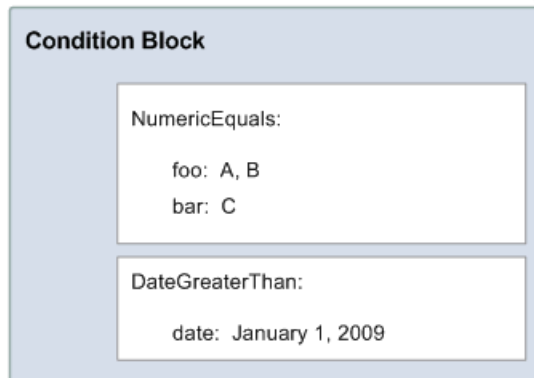 Condition Block
NumericEquals:
foo: A, B
bar: C
DateGreaterThan:
date: January 1, 2009